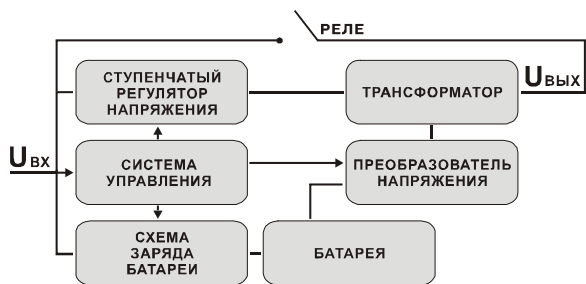 РЕЛЕ
СТУПЕНЧАТЫЙ
РЕГУЛЯТОР
НАПРЯЖЕНИЯ
ТРАНСФОРМАТОР
Uвых
Uвх
СИСТЕМА
УПРАВЛЕНИЯ
ПРЕОБРАЗОВАТЕЛЬ
НАПРЯЖЕНИЯ
СХЕМА
ЗАРЯДА
БАТАРЕИ
БАТАРЕЯ